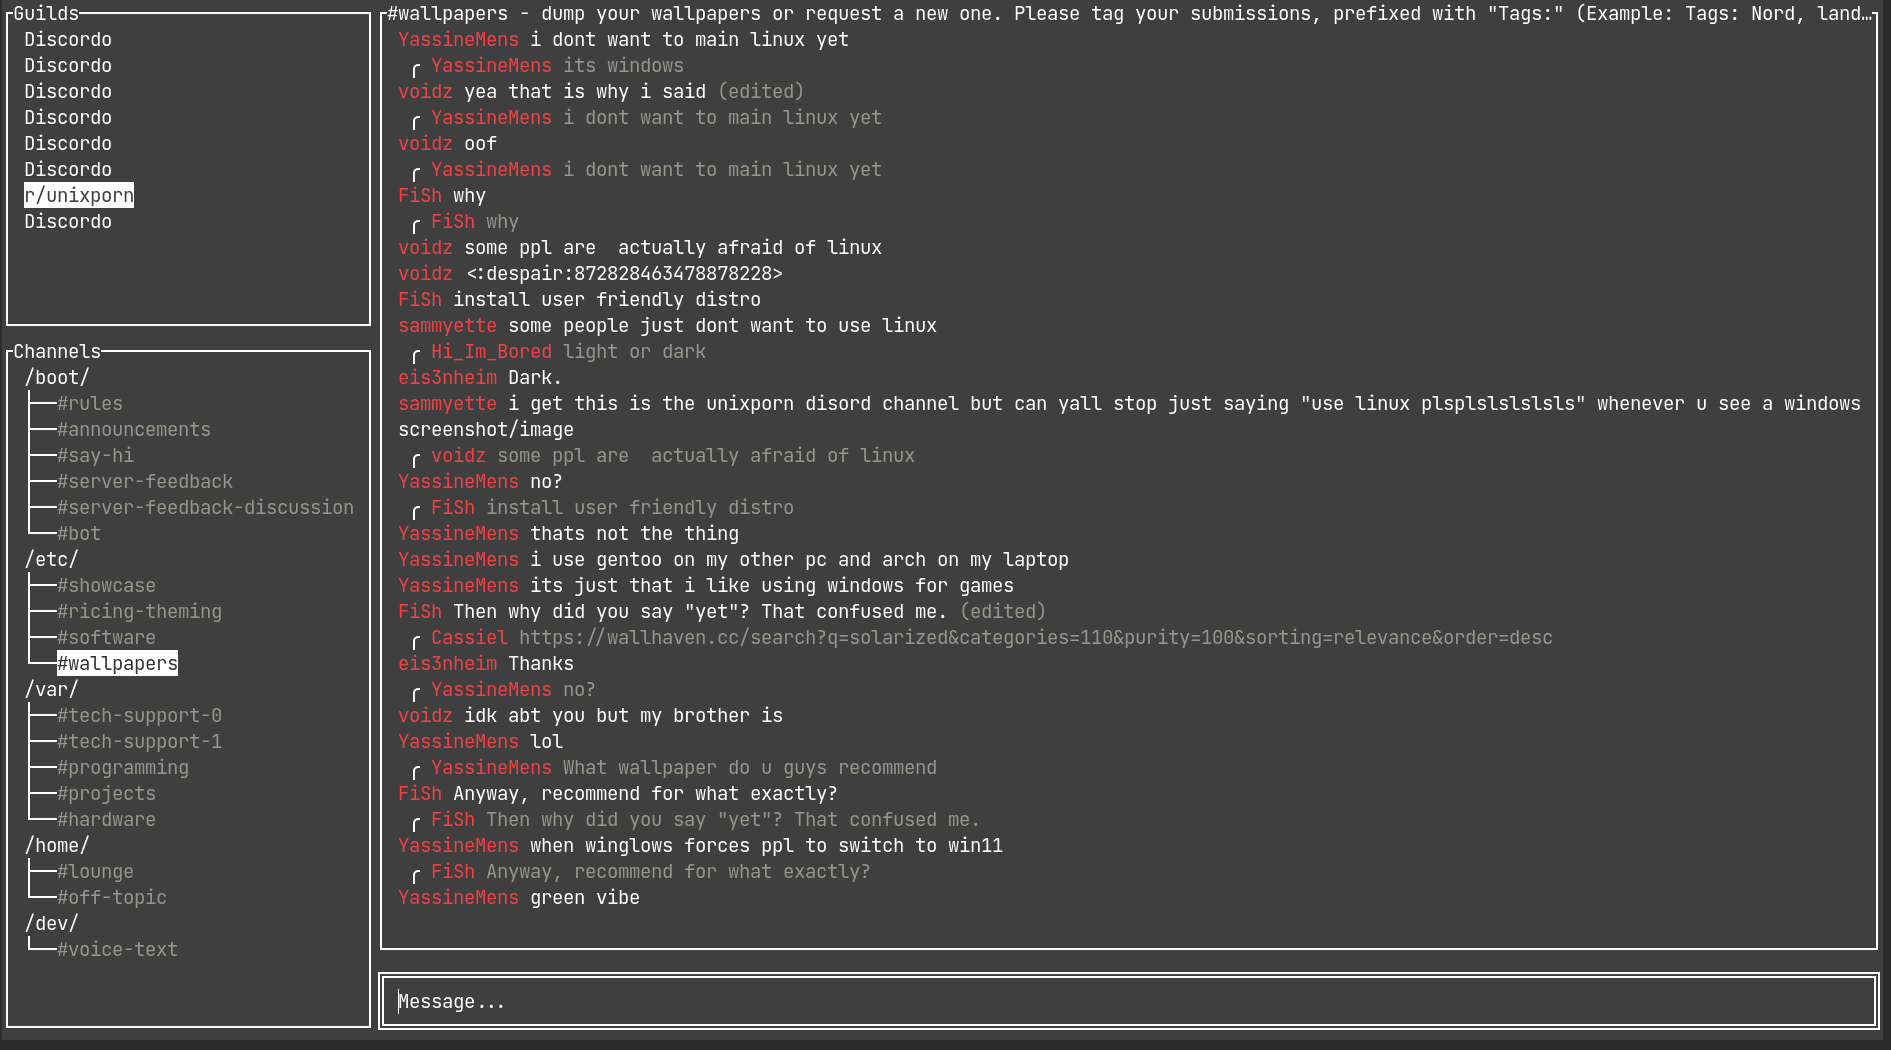 Guilds
Discordo
Discordo
Discordo
Discordo
Discordo
Discordo
r/unixporn
Discordo
Channels
/boot/
#rules
#announcements
#say-hi
#server-feedback
#server-feedback-discussion
#bot
/etc/
#showcase
#ricing-theming
#software
#wallpapers
/var/
#tech-support-0
#tech-support-1
#programming
#projects
#hardware
/home/
#lounge
#off-topic
/dev/
#voice-text
#wallpapers - dump your wallpapers or request a new one. Please tag your submissions, prefixed with "Tags:" (Example: Tags: Nord, land…
YassineMens i dont want to main linux yet
YassineMens its windows
voidz yea that is why i said (edited)
YassineMens i dont want to main linux yet
voidz oof
YassineMens i dont want to main linux yet
FiSh why
FiSh why
voidz some ppl are  actually afraid of linux
voidz <:despair:872828463478878228>
FiSh install user friendly distro
sammyette some people just dont want to use linux
Hi_Im_Bored light or dark
eis3nheim Dark.
sammyette i get this is the unixporn disord channel but can yall stop just saying "use linux plsplslslslsls" whenever u see a windows
screenshot/image
voidz some ppl are  actually afraid of linux
YassineMens no?
FiSh install user friendly distro
YassineMens thats not the thing
YassineMens i use gentoo on my other pc and arch on my laptop
YassineMens its just that i like using windows for games
FiSh Then why did you say "yet"? That confused me. (edited)
Cassiel https://wallhaven.cc/search?q=solarized&categories=110&purity=100&sorting=relevance&order=desc
eis3nheim Thanks
YassineMens no?
voidz idk abt you but my brother is
YassineMens lol
YassineMens What wallpaper do u guys recommend
FiSh Anyway, recommend for what exactly?
FiSh Then why did you say "yet"? That confused me.
YassineMens when winglows forces ppl to switch to win11
FiSh Anyway, recommend for what exactly?
YassineMens green vibe
Message...